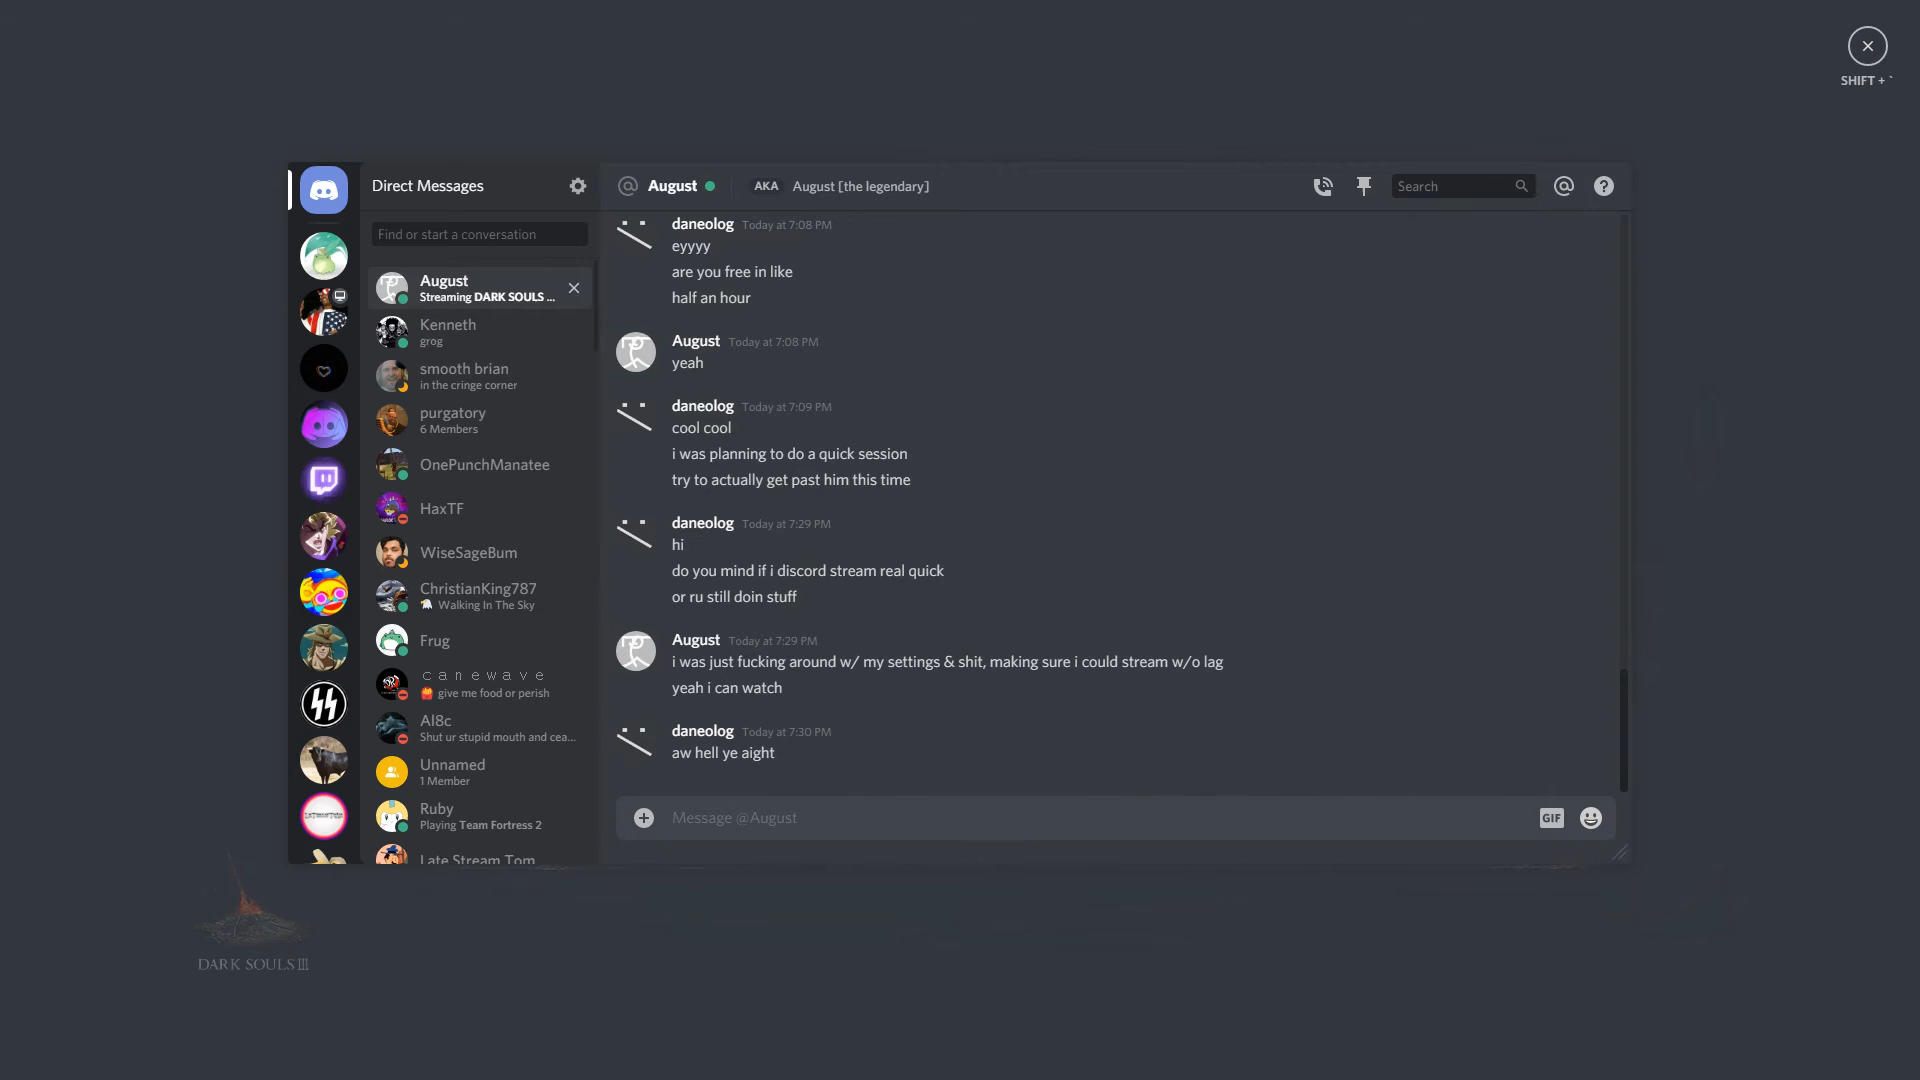 SHIFT + `
Direct Messages
Find or start a conversation
August
Streaming DARK SOULS ...
Kenneth
grog
smooth brian
in the cringe corner
purgatory
6 Members
OnePunchManatee
HaxTF
WiseSageBum
ChristianKing787
Walking In The Sky
Frug
c a n e w a v e
give me food or perish
Al8c
Shut ur stupid mouth and cea...
Unnamed
1 Member
Ruby
Playing Team Fortress 2
Late Stream Tom
August
AKA August [the legendary]
Search
daneolog Today at 7:08 PM
eyyyy
are you free in like
half an hour
August Today at 7:08 PM
yeah
daneolog Today at 7:09 PM
cool cool
i was planning to do a quick session
try to actually get past him this time
daneolog Today at 7:29 PM
hi
do you mind if i discord stream real quick
or ru still doin stuff
August Today at 7:29 PM
i was just fucking around w/ my settings & shit, making sure i could stream w/o lag
yeah i can watch
daneolog Today at 7:30 PM
aw hell ye aight
Message @August
GIF
DARK SOULS III